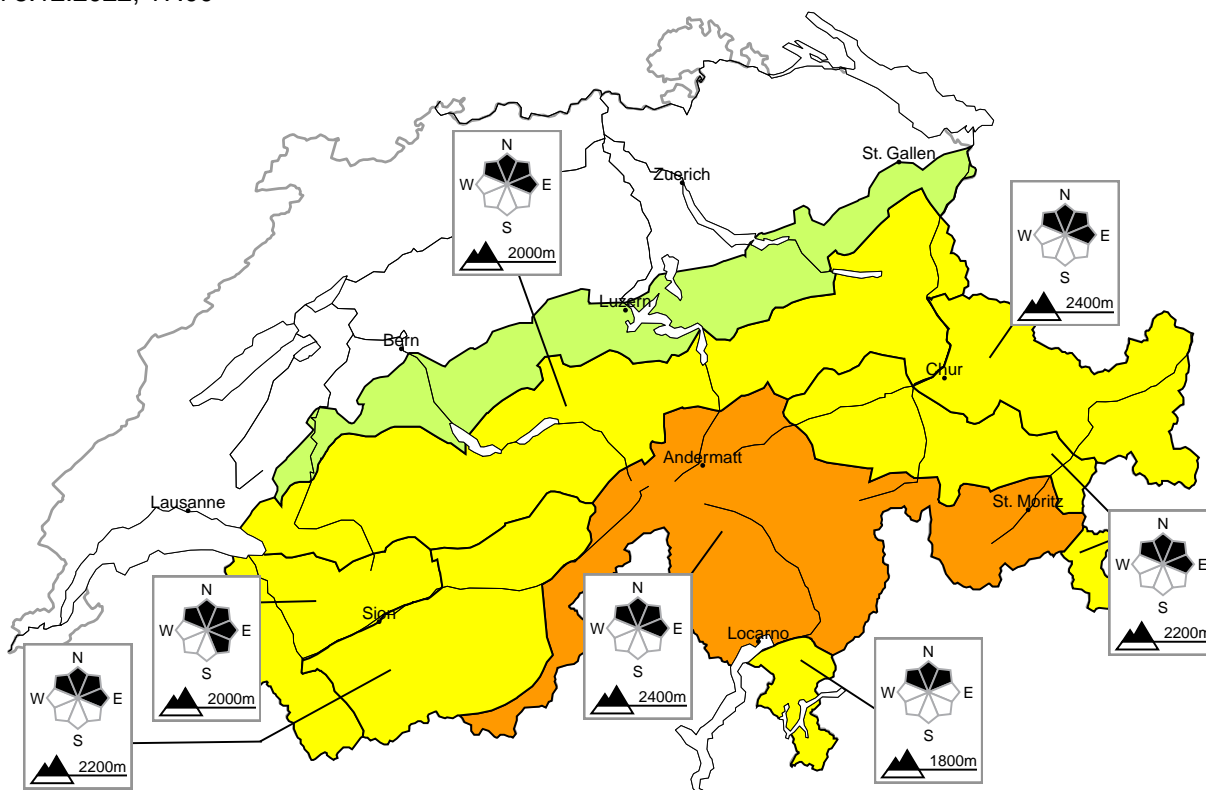 N
W E
S
2000m
Zuerich
St. Gallen
N
W E
S
2400m
Luzern
Bern
Chur
Andermatt
Lausanne
St. Moritz
N
W E
S
2200m
N
W E
S
2000m
Sion
N
W E
S
2400m
Locarno
N
W E
S
2200m
N
W E
S
1800m